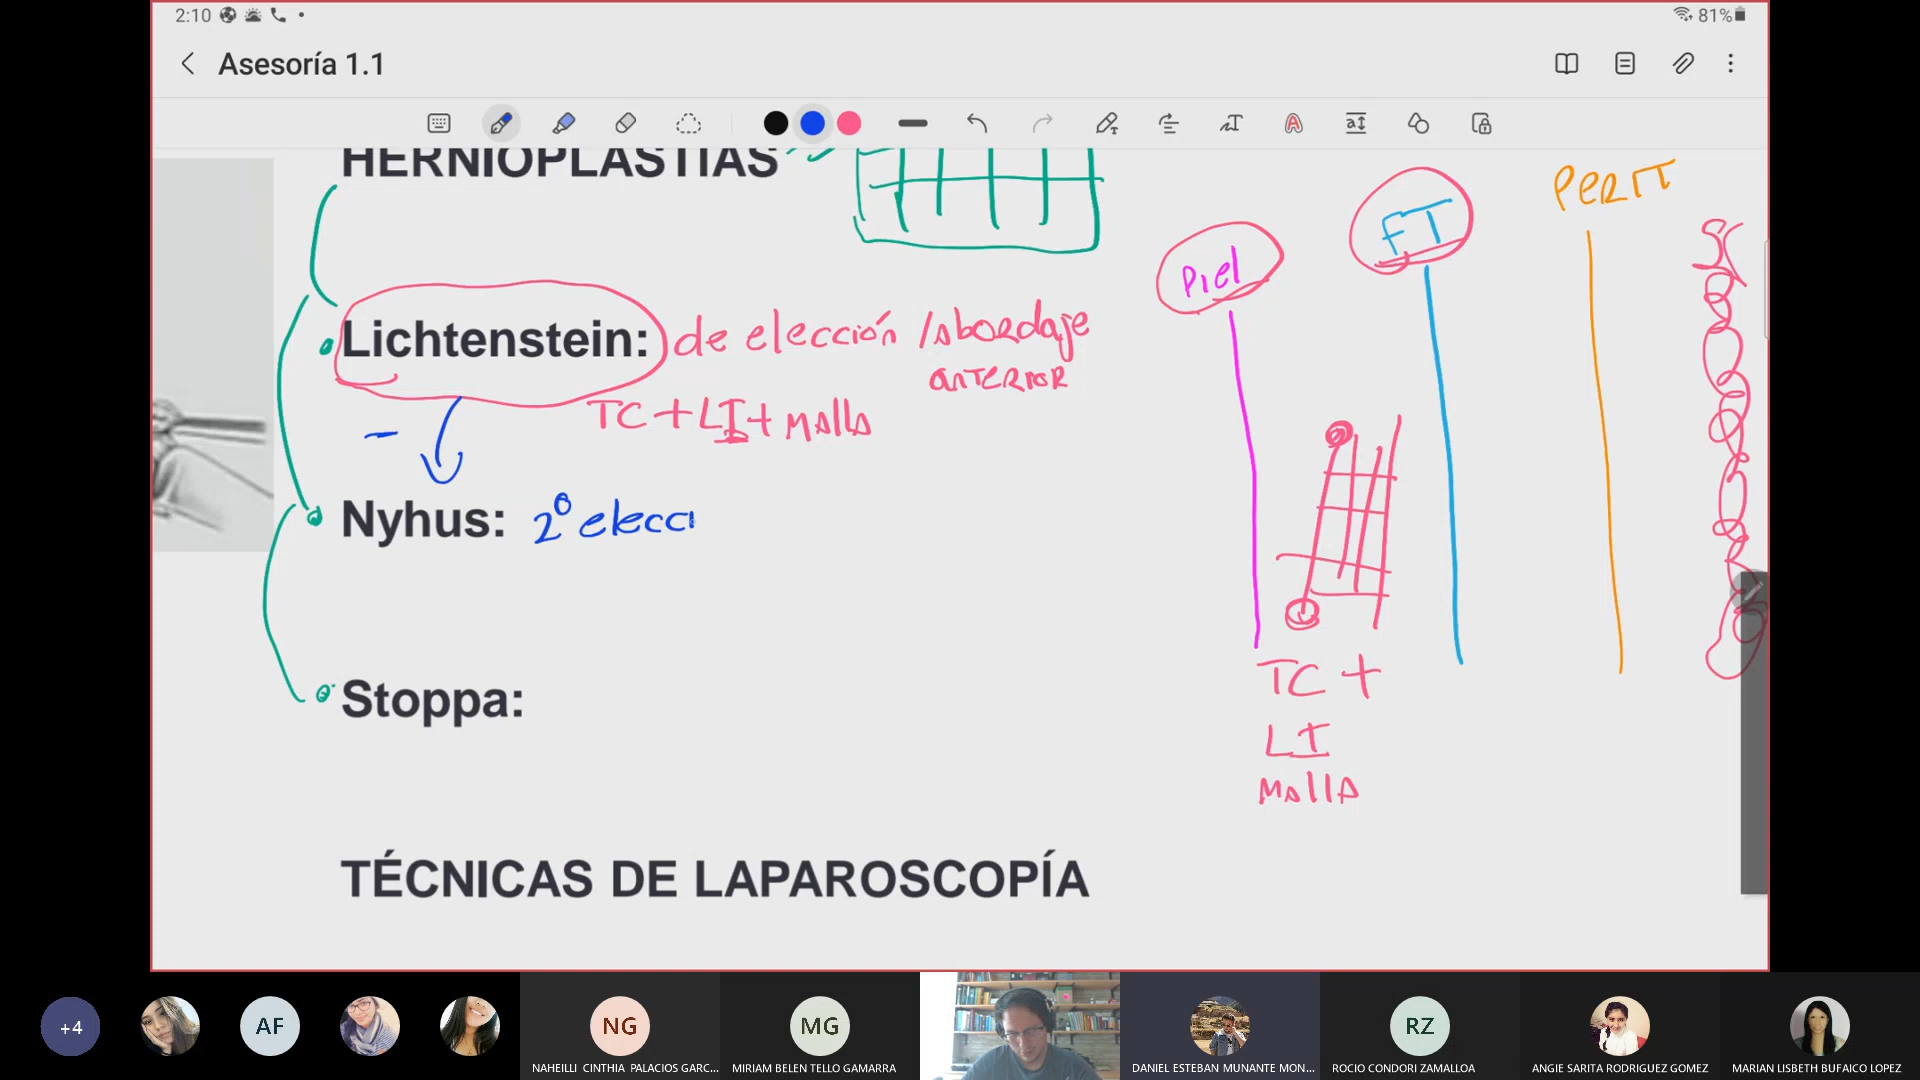 2:10
81%
Asesoría 1.1
HERNIOPLASTIAS
PERIT
FT
Piel
Lichtenstein: de elección / abordaje
anterior
TC + LI + Malla
Nyhus: 2º elecci
Stoppa:
TC +
LI
Malla
TÉCNICAS DE LAPAROSCOPÍA
+4
AF
NG
MG
RZ
NAHEILLI CINTHIA PALACIOS GARC...
MIRIAM BELEN TELLO GAMARRA
DANIEL ESTEBAN MUNANTE MON...
ROCIO CONDORI ZAMALLOA
ANGIE SARITA RODRIGUEZ GOMEZ
MARIAN LISBETH BUFAICO LOPEZ